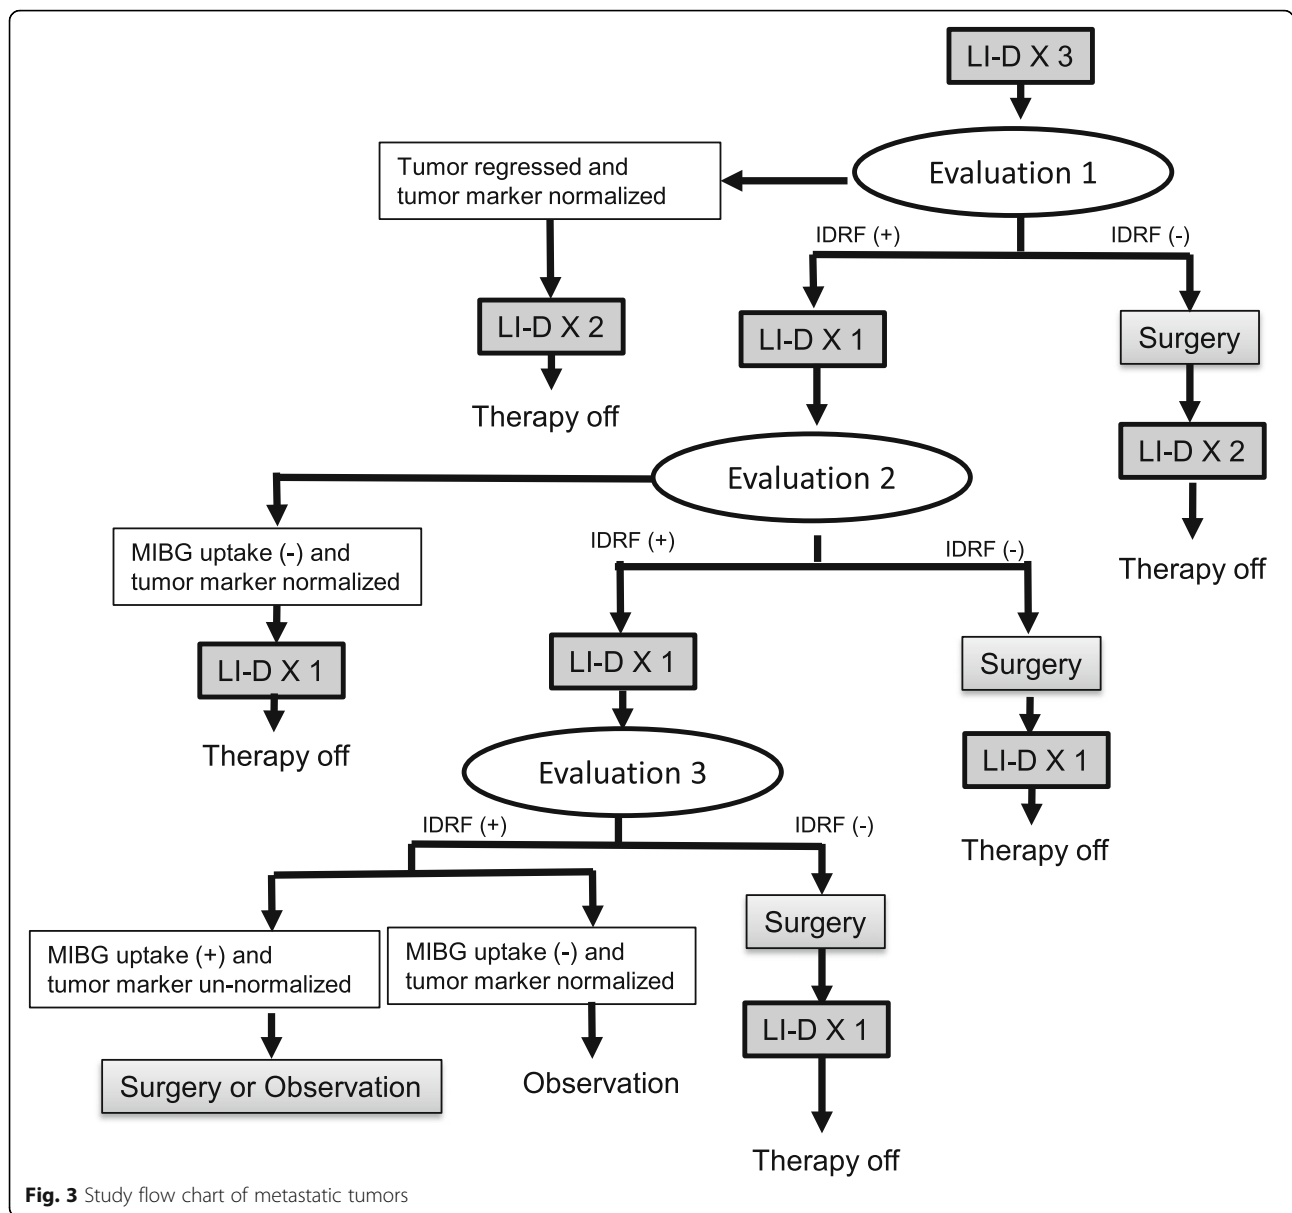 LI-D X 3
Evaluation 1
Tumor regressed and
tumor marker normalized
IDRF (+)
IDRF (-)
LI-D X 2
LI-D X 1
Surgery
Therapy off
LI-D X 2
Evaluation 2
Therapy off
MIBG uptake (-) and
tumor marker normalized
IDRF (+)
IDRF (-)
LI-D X 1
LI-D X 1
Surgery
Therapy off
Evaluation 3
LI-D X 1
Therapy off
IDRF (+)
IDRF (-)
MIBG uptake (+) and
tumor marker un-normalized
MIBG uptake (-) and
tumor marker normalized
Surgery
LI-D X 1
Surgery or Observation
Observation
Therapy off
Fig. 3 Study flow chart of metastatic tumors